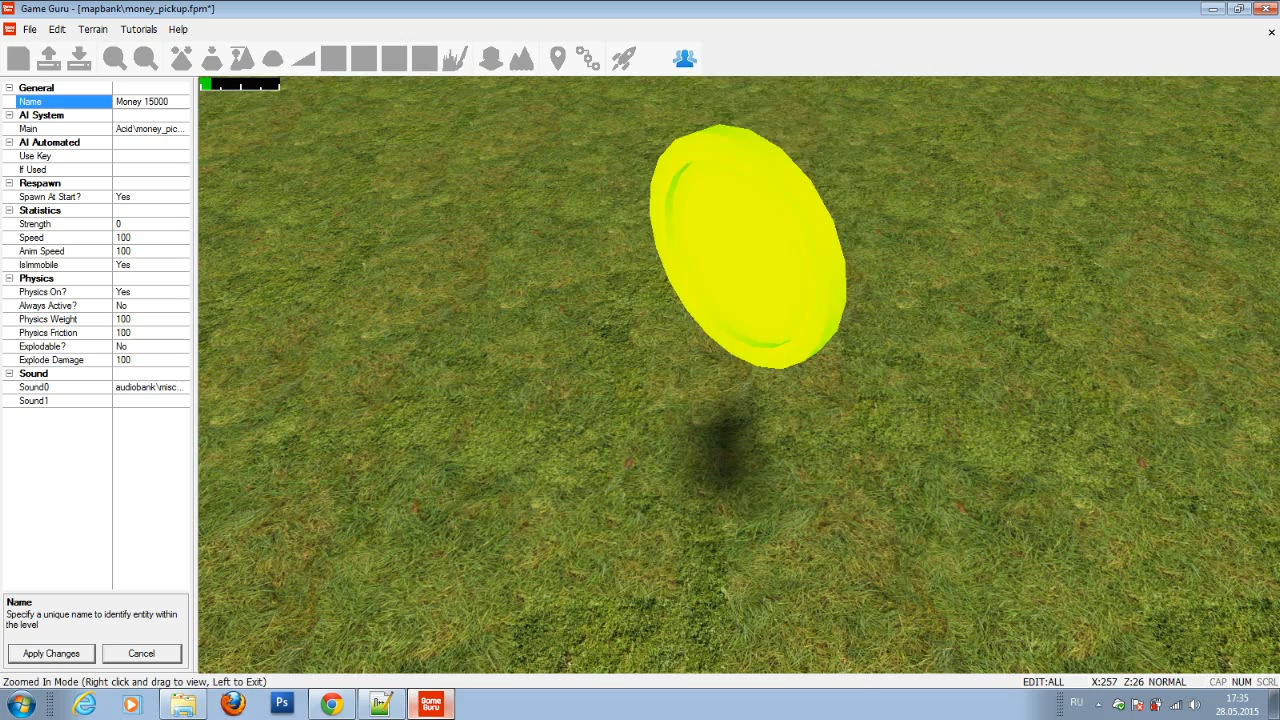 Game Guru - [mapbank\money_pickup.fpm*]
File Edit Terrain Tutorials Help
General
Name Money 15000
AI System
Main Acid\money_pic...
AI Automated
Use Key
If Used
Respawn
Spawn At Start? Yes
Statistics
Strength 0
Speed 100
Anim Speed 100
IsImmobile Yes
Physics
Physics On? Yes
Always Active? No
Physics Weight 100
Physics Friction 100
Explodable? No
Explode Damage 100
Sound
Sound0 audiobank\misc...
Sound1
Name
Specify a unique name to identify entity within
the level
Apply Changes Cancel
Zoomed In Mode (Right click and drag to view, Left to Exit) EDIT:ALL X:257 Z:26 NORMAL CAP NUM SCRL
Ps
Game
Guru
RU
17:35
28.05.2015